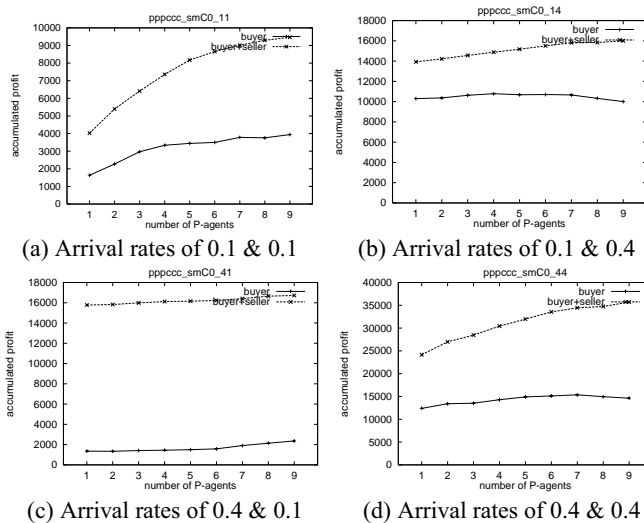 pppccc_smC0_11
10000
9000
8000
7000
6000
5000
4000
3000
2000
1000
0
accumulated profit
buyer
buyer+seller
1 2 3 4 5 6 7 8 9
number of P-agents
(a) Arrival rates of 0.1 & 0.1
pppccc_smC0_14
18000
16000
14000
12000
10000
8000
6000
4000
2000
0
accumulated profit
buyer
buyer+seller
1 2 3 4 5 6 7 8 9
number of P-agents
(b) Arrival rates of 0.1 & 0.4
pppccc_smC0_41
18000
16000
14000
12000
10000
8000
6000
4000
2000
0
accumulated profit
buyer
buyer+seller
1 2 3 4 5 6 7 8 9
number of P-agents
(c) Arrival rates of 0.4 & 0.1
pppccc_smC0_44
40000
35000
30000
25000
20000
15000
10000
5000
0
accumulated profit
buyer
buyer+seller
1 2 3 4 5 6 7 8 9
number of P-agents
(d) Arrival rates of 0.4 & 0.4